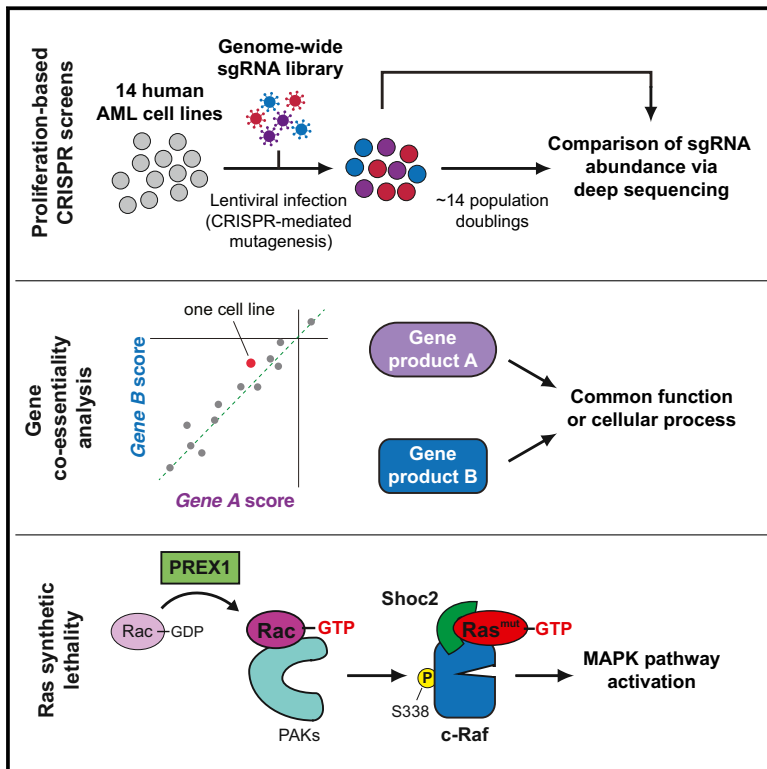 Proliferation-based
CRISPR screens
14 human
AML cell lines
Genome-wide
sgRNA library
Lentiviral infection
(CRISPR-mediated
mutagenesis)
~14 population
doublings
Comparison of sgRNA
abundance via
deep sequencing
Gene
co-essentiality
analysis
one cell line
Gene B score
Gene A score
Gene
product A
Gene
product B
Common function
or cellular process
Ras synthetic
lethality
PREX1
Rac
GDP
Rac
GTP
PAKs
Shoc2
Ras mut
GTP
P
S338
c-Raf
MAPK pathway
activation